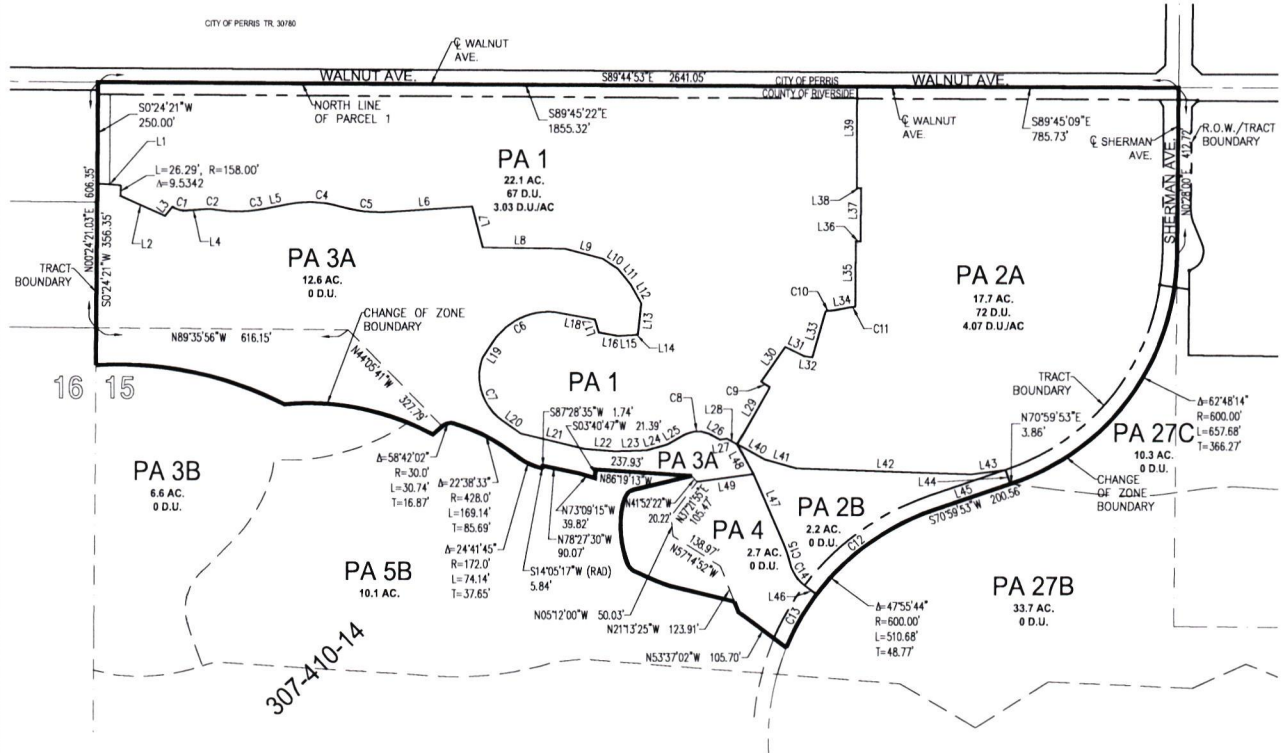 CITY OF PERRIS TR. 30780
℄ WALNUT
AVE.
WALNUT AVE.
S89°44'53"E 2641.05'
CITY OF PERRIS
COUNTY OF RIVERSIDE
WALNUT AVE.
S0°24'21"W
250.00'
NORTH LINE
OF PARCEL 1
S89°45'22"E
1855.32'
℄ WALNUT
AVE.
S89°45'09"E
785.73'
℄ SHERMAN
AVE.
R.O.W./TRACT
BOUNDARY
SHERMAN AVE.
N0°28'00"E 412.72'
L1
L=26.29', R=158.00'
Δ=9.5342
PA 1
22.1 AC.
67 D.U.
3.03 D.U./AC
L39
L38
L37
L36
L35
N00°24'21.03"E 606.35'
S0°24'21"W 356.35'
L2
L3
C1
C2
L4
C3
L5
C4
C5
L6
L7
L8
L9
L10
L11
L12
L13
L14
PA 3A
12.6 AC.
0 D.U.
TRACT
BOUNDARY
CHANGE OF ZONE
BOUNDARY
PA 2A
17.7 AC.
72 D.U.
4.07 D.U./AC
C10
L34
C11
L33
L32
L31
L30
C9
L29
N89°35'56"W 616.15'
N44°05'41"W
327.79'
C6
L18
L17
L16
L15
L19
C7
L20
PA 1
16 15
S87°28'35"W 1.74'
S03°40'47"W 21.39'
C8
L28
L21
L22
L23
L24
L25
L26
L27
L40
L41
L42
L43
L44
L45
TRACT
BOUNDARY
N70°59'53"E
3.86'
Δ=62°48'14"
R=600.00'
L=657.68'
T=366.27'
PA 27C
10.3 AC.
0 D.U.
CHANGE
OF ZONE
BOUNDARY
S70°59'53"W 200.56'
237.93'
N86°19'13"W
PA 3A
L48
L49
L47
PA 3B
6.6 AC.
0 D.U.
Δ=58°42'02"
R=30.0'
L=30.74'
T=16.87'
Δ=22°38'33"
R=428.0'
L=169.14'
T=85.69'
Δ=24°41'45"
R=172.0'
L=74.14'
T=37.65'
N73°09'15"W
39.82'
N78°27'30"W
90.07'
S14°05'17"W (RAD)
5.84'
N41°52'22"W
20.22'
N37°21'55"E
105.47'
PA 4
2.7 AC.
0 D.U.
138.97'
N57°14'52"W
PA 2B
2.2 AC.
0 D.U.
C15
C14
C12
C13
L46
PA 5B
10.1 AC.
N05°12'00"W 50.03'
N21°13'25"W 123.91'
N53°37'02"W 105.70'
Δ=47°55'44"
R=600.00'
L=510.68'
T=48.77'
PA 27B
33.7 AC.
0 D.U.
307-410-14